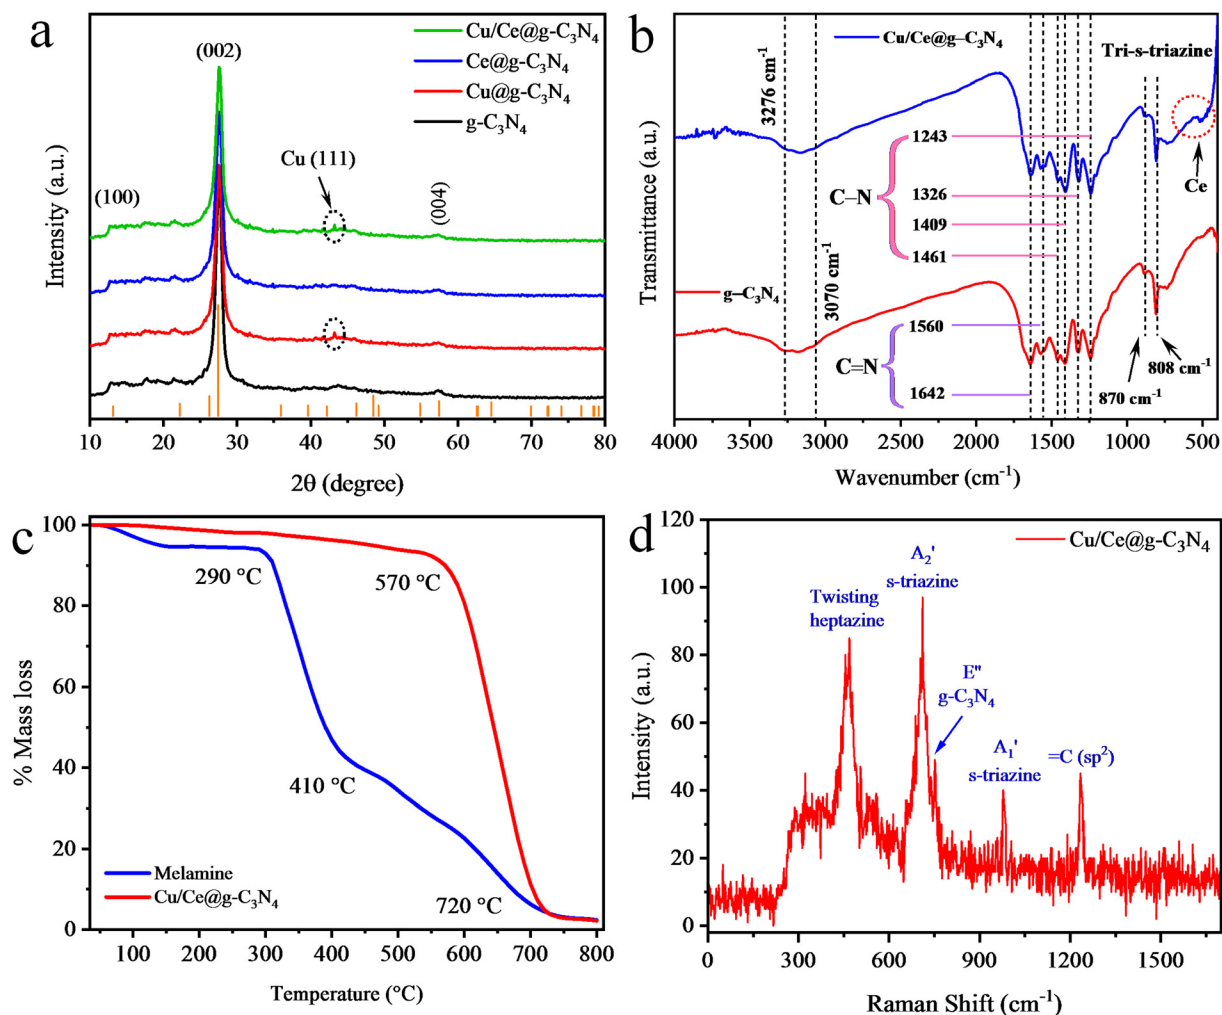 a
(002)
Cu/Ce@g-C₃N₄
Ce@g-C₃N₄
Cu@g-C₃N₄
g-C₃N₄
Cu (111)
(100)
(004)
Intensity (a.u.)
10 20 30 40 50 60 70 80
2θ (degree)
b
Cu/Ce@g–C₃N₄
Tri-s-triazine
3276 cm⁻¹
1243
C–N
1326
1409
1461
Ce
3070 cm⁻¹
g–C₃N₄
1560
C=N
1642
808 cm⁻¹
870 cm⁻¹
Transmittance (a.u.)
4000 3500 3000 2500 2000 1500 1000 500
Wavenumber (cm⁻¹)
c
100
80
60
40
20
0
290 °C
570 °C
410 °C
720 °C
Melamine
Cu/Ce@g-C₃N₄
% Mass loss
100 200 300 400 500 600 700 800
Temperature (°C)
d
Cu/Ce@g-C₃N₄
120
100
80
60
40
20
0
A₂'
s-triazine
Twisting
heptazine
E"
g-C₃N₄
A₁'
s-triazine
=C (sp²)
Intensity (a.u.)
0 300 600 900 1200 1500
Raman Shift (cm⁻¹)